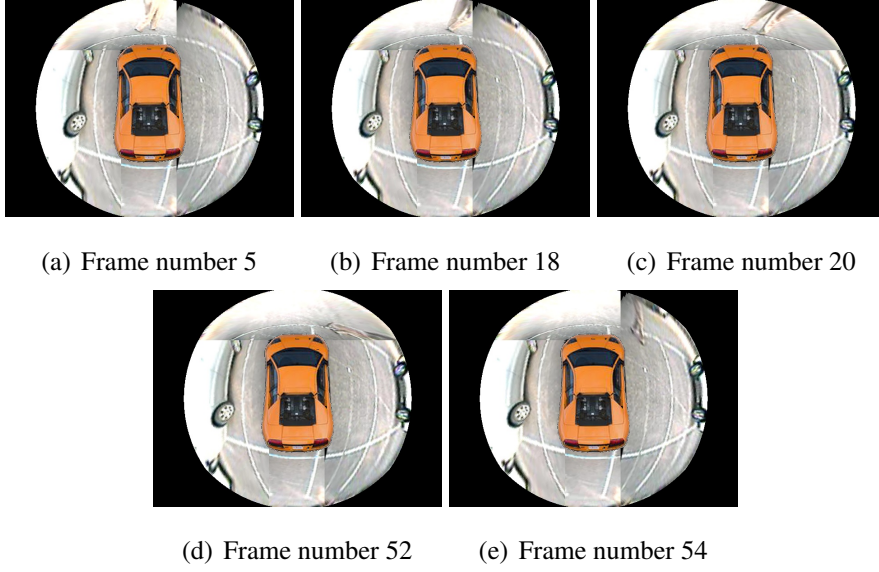 (a) Frame number 5
(b) Frame number 18
(c) Frame number 20
(d) Frame number 52
(e) Frame number 54